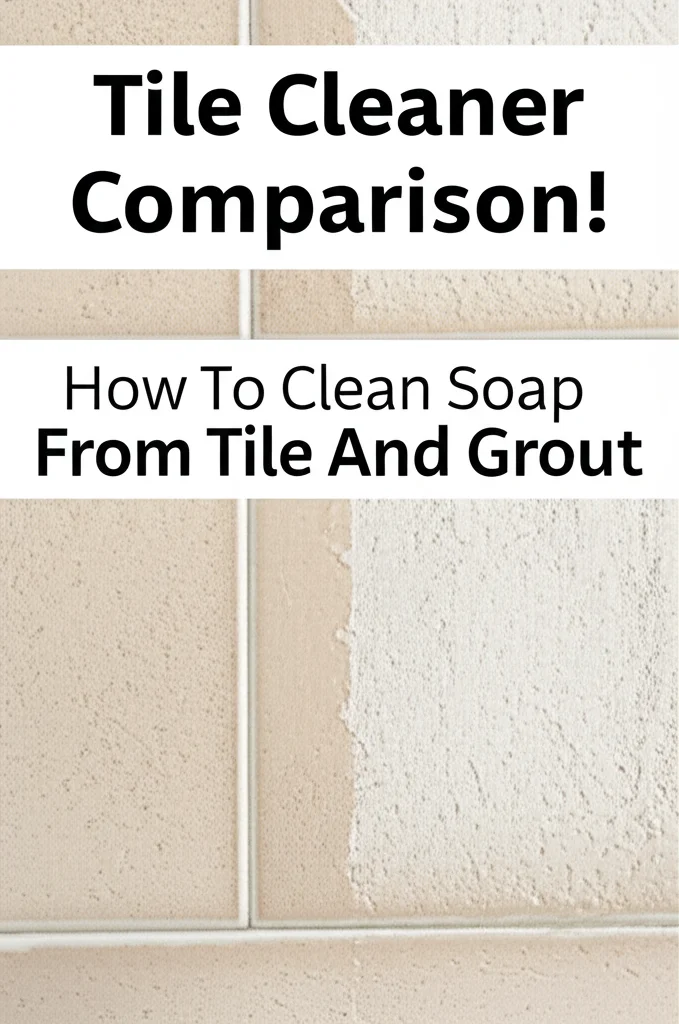 Tile Cleaner
Comparison!
How To Clean Soap
From Tile And Grout